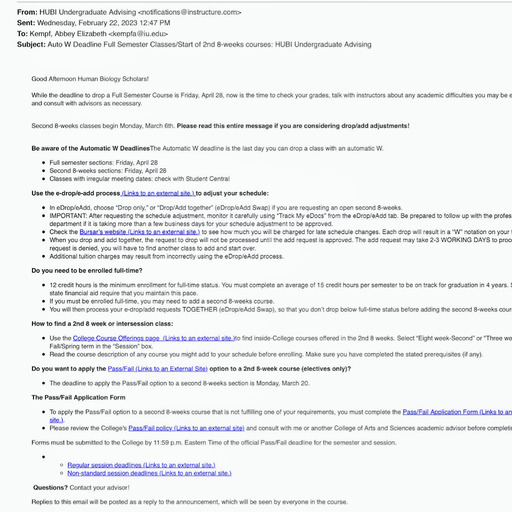 From: HUBI Undergraduate Advising <notifications@instructure.com>
Sent: Wednesday, February 22, 2023 12:47 PM
To: Kempf, Abbey Elizabeth <kempfa@iu.edu>
Subject: Auto W Deadline Full Semester Classes/Start of 2nd 8-weeks courses: HUBI Undergraduate Advising
Good Afternoon Human Biology Scholars!
While the deadline to drop a Full Semester Course is Friday, April 28, now is the time to check your grades, talk with instructors about any academic difficulties you may be e
and consult with advisors as necessary.
Second 8-weeks classes begin Monday, March 6th. Please read this entire message if you are considering drop/add adjustments!
Be aware of the Automatic W DeadlinesThe Automatic W deadline is the last day you can drop a class with an automatic W.
• Full semester sections: Friday, April 28
• Second 8-weeks sections: Friday, April 28
• Classes with irregular meeting dates: check with Student Central
Use the e-drop/e-add process (Links to an external site.) to adjust your schedule:
• In eDrop/eAdd, choose "Drop only," or "Drop/Add together" (eDrop/eAdd Swap) if you are requesting an open second 8-weeks.
• IMPORTANT: After requesting the schedule adjustment, monitor it carefully using "Track My eDocs" from the eDrop/eAdd tab. Be prepared to follow up with the profes
department if it is taking more than a few business days for your schedule adjustment to be approved.
• Check the Bursar's website (Links to an external site.) to see how much you will be charged for late schedule changes. Each drop will result in a "W" notation on your
• When you drop and add together, the request to drop will not be processed until the add request is approved. The add request may take 2-3 WORKING DAYS to proc
request is denied, you will have to find another class to add and start over.
• Additional tuition charges may result from incorrectly using the eDrop/eAdd process.
Do you need to be enrolled full-time?
• 12 credit hours is the minimum enrollment for full-time status. You must complete an average of 15 credit hours per semester to be on track for graduation in 4 years. S
state financial aid require that you maintain this pace.
• If you must be enrolled full-time, you may need to add a second 8-weeks course.
• You will then process your e-drop/add requests TOGETHER (eDrop/eAdd Swap), so that you don't drop below full-time status before adding the second 8-weeks cour
How to find a 2nd 8 week or intersession class:
• Use the College Course Offerings page (Links to an external site.)to find inside-College courses offered in the 2nd 8 weeks. Select "Eight week-Second" or "Three we
Fall/Spring term in the "Session" box.
• Read the course description of any course you might add to your schedule before enrolling. Make sure you have completed the stated prerequisites (if any).
Do you want to apply the Pass/Fail (Links to an External Site) option to a 2nd 8-week course (electives only)?
• The deadline to apply the Pass/Fail option to a second 8-weeks section is Monday, March 20.
The Pass/Fail Application Form
• To apply the Pass/Fail option to a second 8-weeks course that is not fulfilling one of your requirements, you must complete the Pass/Fail Application Form (Links to an
site.).
• Please review the College's Pass/Fail policy (Links to an external site.) and consult with me or another College of Arts and Sciences academic advisor before completi
Forms must be submitted to the College by 11:59 p.m. Eastern Time of the official Pass/Fail deadline for the semester and session.
•
○ Regular session deadlines (Links to an external site.)
○ Non-standard session deadlines (Links to an external site.)
Questions? Contact your advisor!
Replies to this email will be posted as a reply to the announcement, which will be seen by everyone in the course.